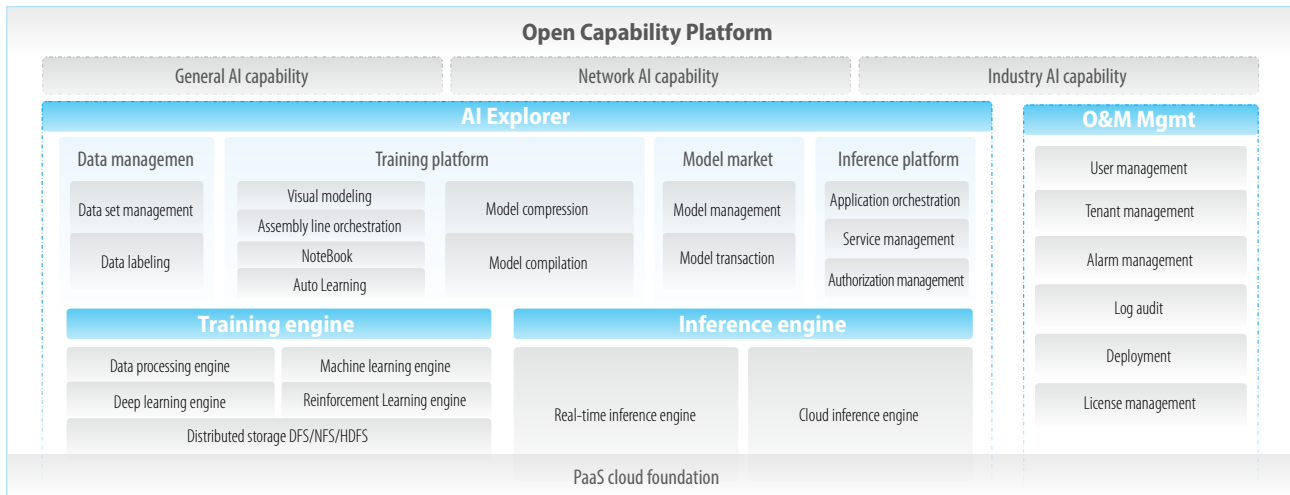 Open Capability Platform
General AI capability
Network AI capability
Industry AI capability
AI Explorer
O&M Mgmt
Data managemen
Training platform
Model market
Inference platform
Data set management
Data labeling
Visual modeling
Assembly line orchestration
NoteBook
Auto Learning
Model compression
Model compilation
Model management
Model transaction
Application orchestration
Service management
Authorization management
User management
Tenant management
Alarm management
Log audit
Deployment
License management
Training engine
Inference engine
Data processing engine
Machine learning engine
Deep learning engine
Reinforcement Learning engine
Distributed storage DFS/NFS/HDFS
Real-time inference engine
Cloud inference engine
PaaS cloud foundation